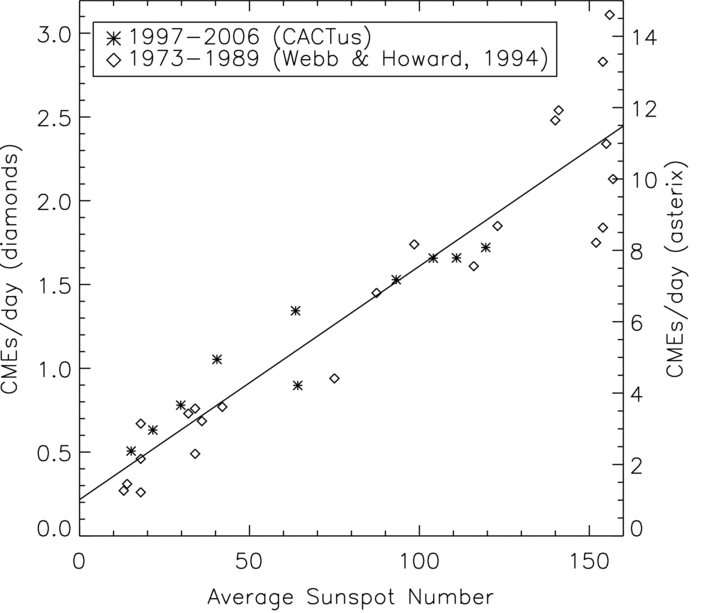 1997-2006 (CACTus)
1973-1989 (Webb & Howard, 1994)
3.0
2.5
2.0
1.5
1.0
0.5
0.0
CMEs/day (diamonds)
14
12
10
8
6
4
2
0
CMEs/day (asterix)
0 50 100 150
Average Sunspot Number